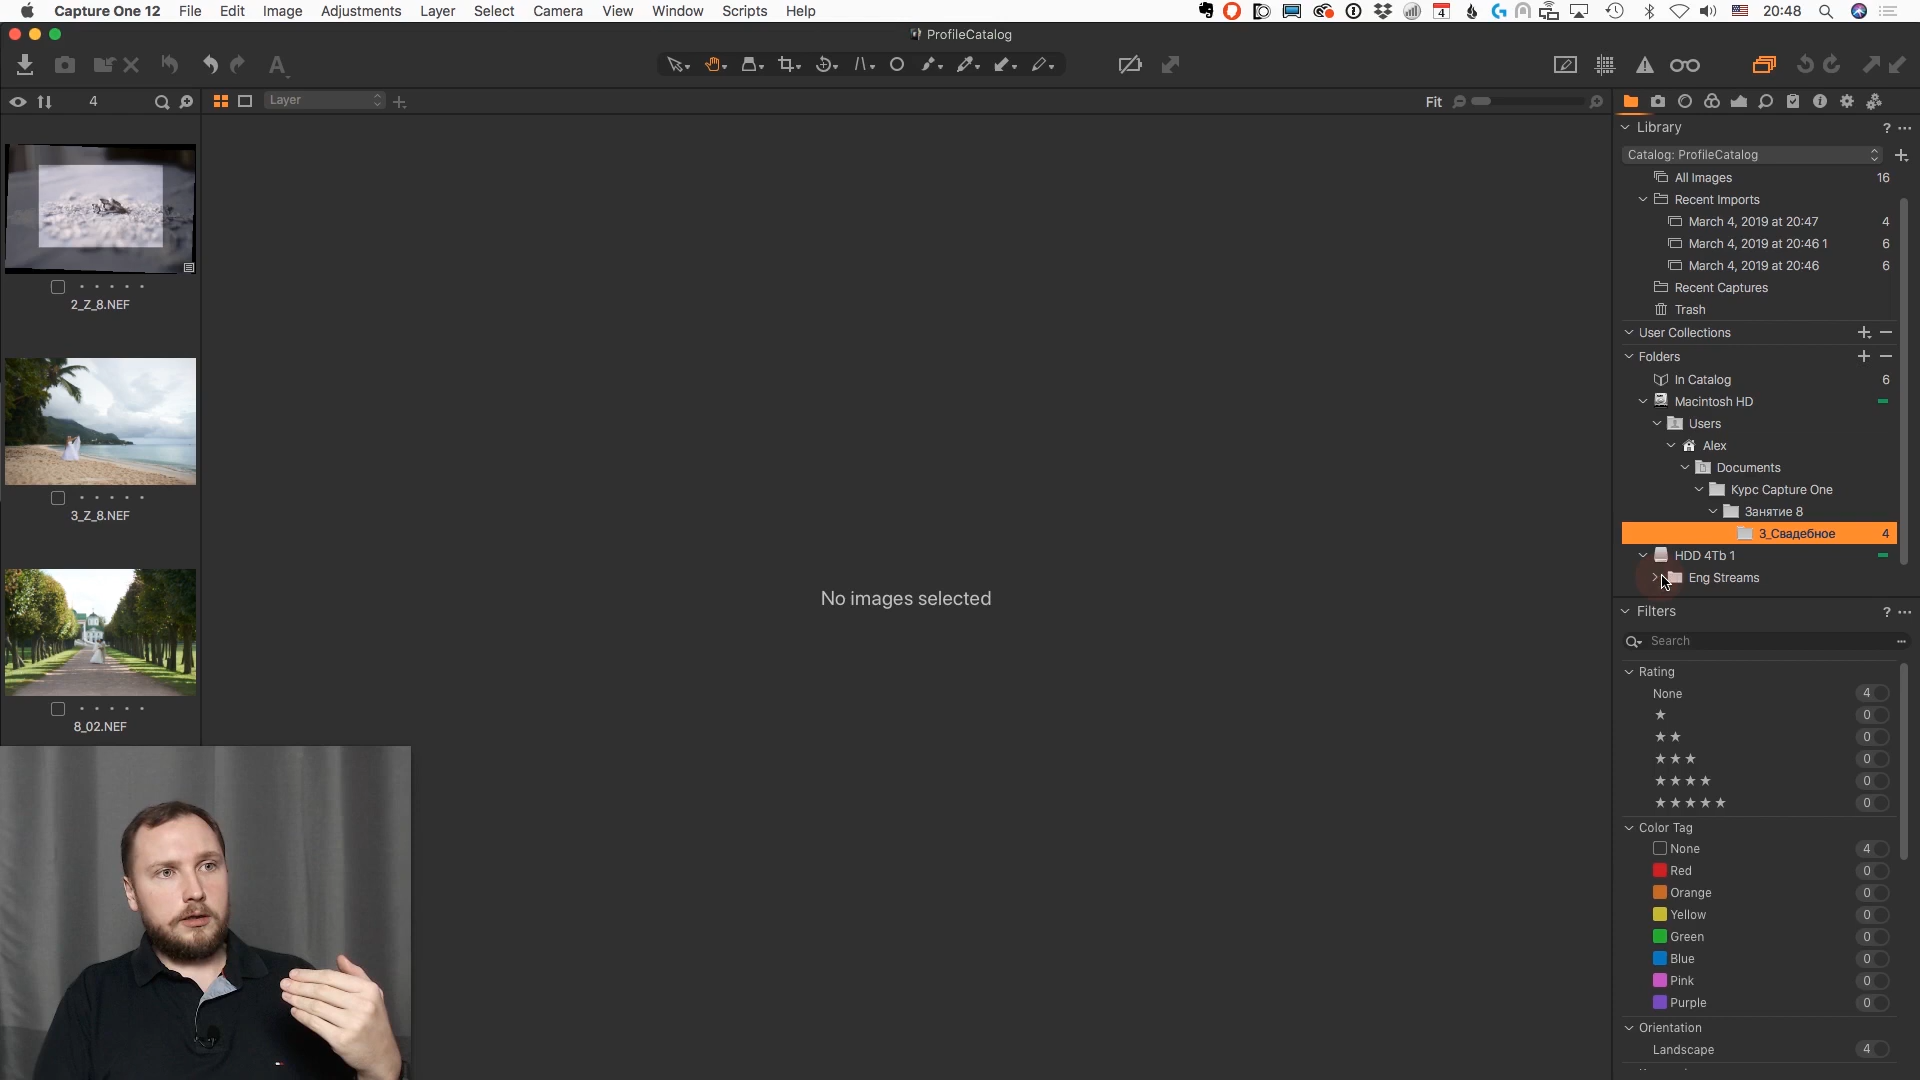 Capture One 12 File Edit Image Adjustments Layer Select Camera View Window Scripts Help 4 20:48
ProfileCatalog
4 Layer Fit
2_Z_8.NEF
3_Z_8.NEF
8_02.NEF
No images selected
Library ?
Catalog: ProfileCatalog
All Images 16
Recent Imports
March 4, 2019 at 20:47 4
March 4, 2019 at 20:46 1 6
March 4, 2019 at 20:46 6
Recent Captures
Trash
User Collections
Folders
In Catalog 6
Macintosh HD
Users
Alex
Documents
Курс Capture One
Занятие 8
3_Свадебное 4
HDD 4Tb 1
Eng Streams
Filters ?
Search
Rating
None 4
★ 0
★★ 0
★★★ 0
★★★★ 0
★★★★★ 0
Color Tag
None 4
Red 0
Orange 0
Yellow 0
Green 0
Blue 0
Pink 0
Purple 0
Orientation
Landscape 4